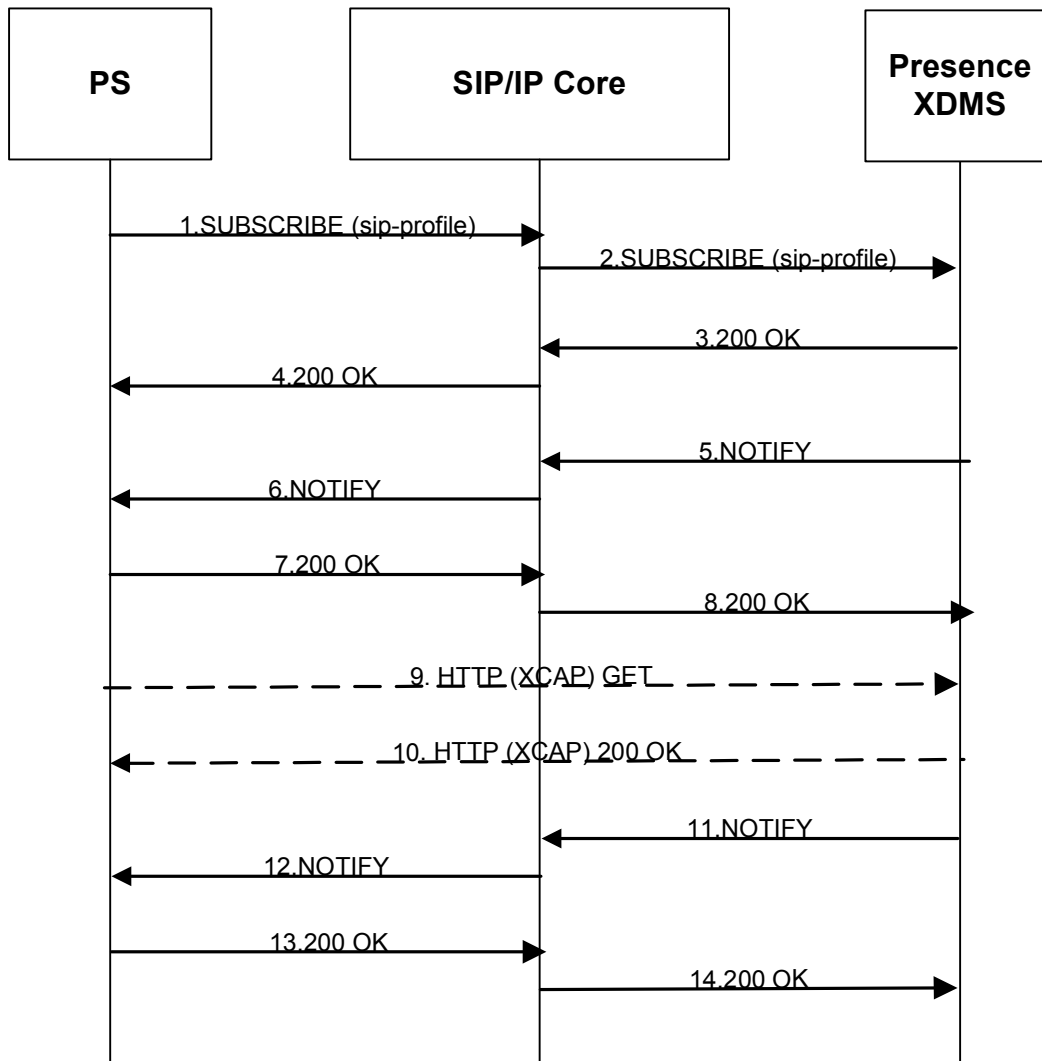 PS
SIP/IP Core
Presence
XDMS
1.SUBSCRIBE (sip-profile)
2.SUBSCRIBE (sip-profile)
3.200 OK
4.200 OK
5.NOTIFY
6.NOTIFY
7.200 OK
8.200 OK
9. HTTP (XCAP) GET
10. HTTP (XCAP) 200 OK
11.NOTIFY
12.NOTIFY
13.200 OK
14.200 OK